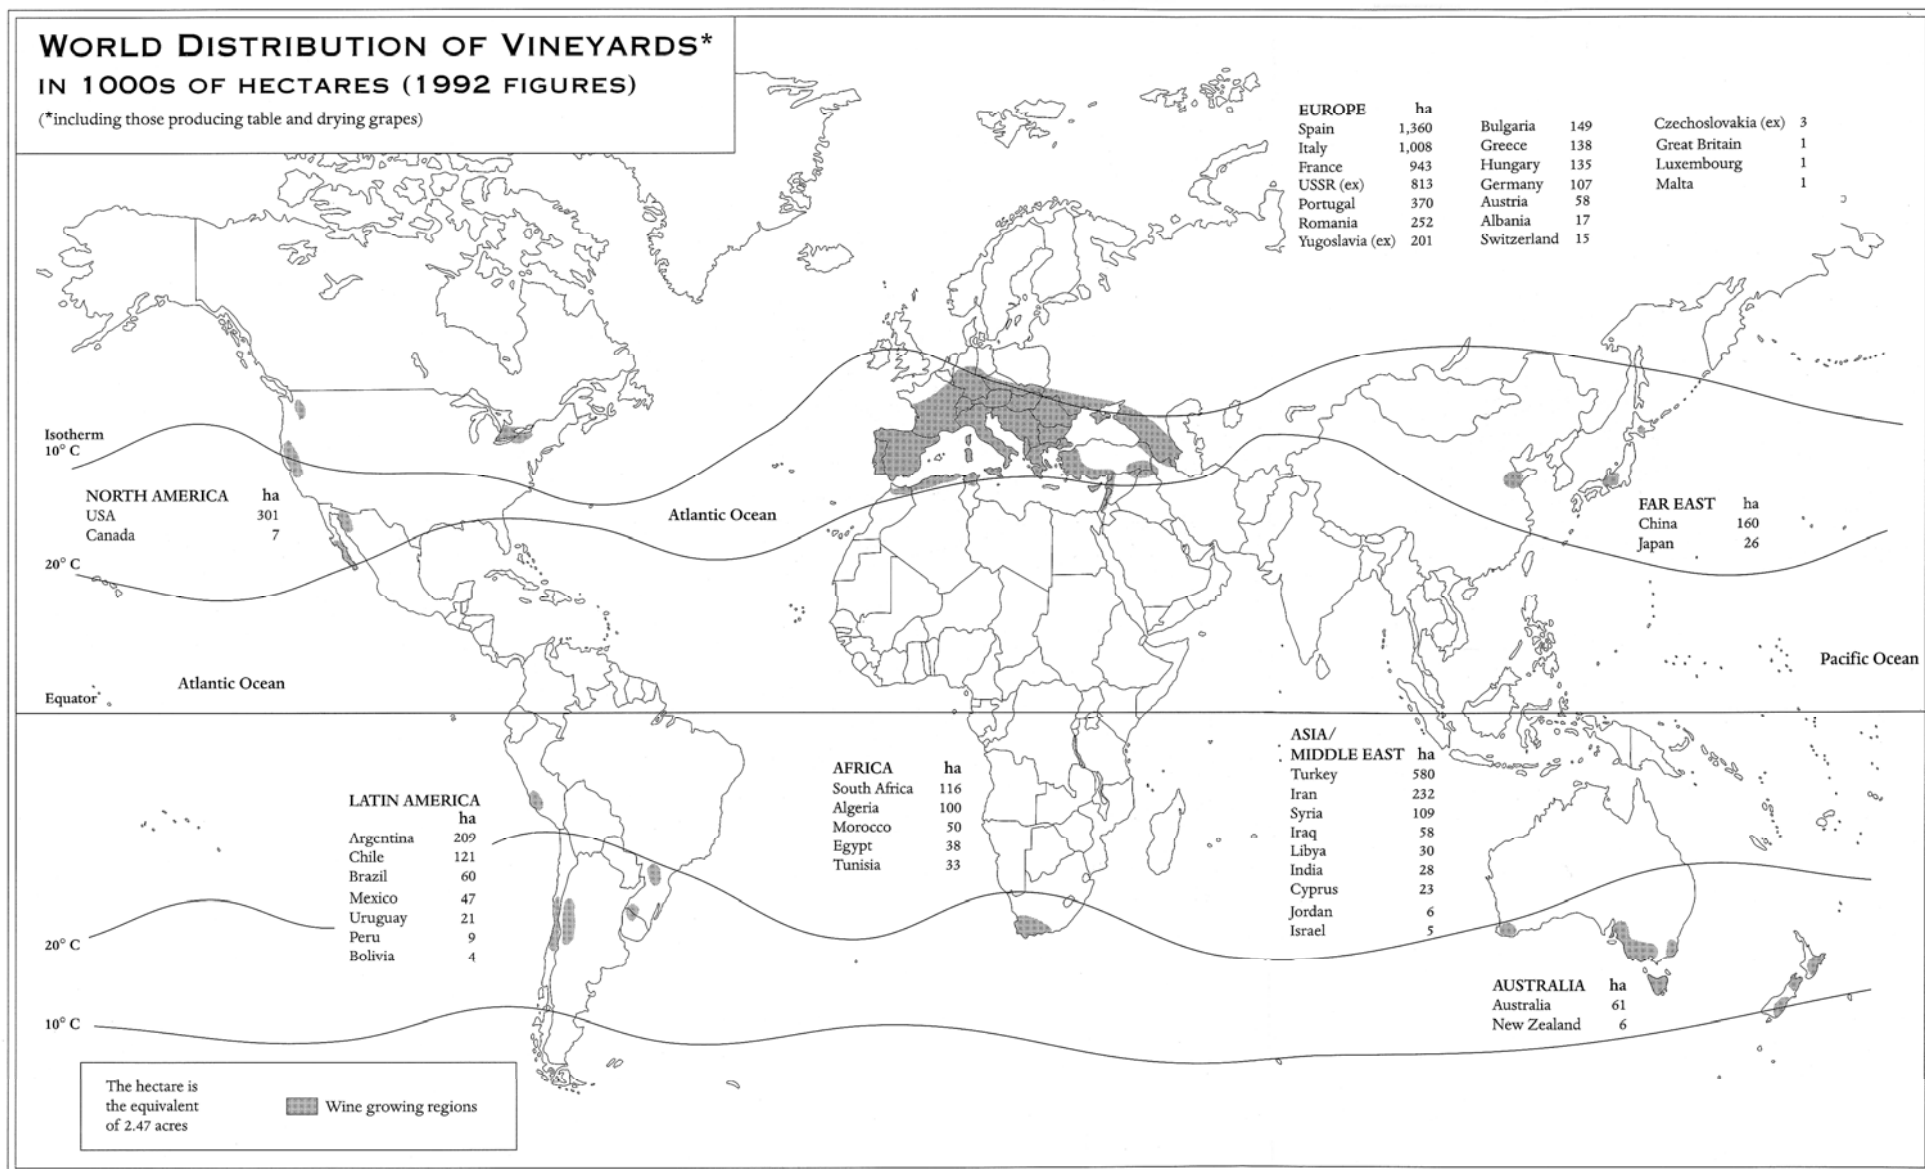 WORLD DISTRIBUTION OF VINEYARDS*
IN 1000S OF HECTARES (1992 FIGURES)
(*including those producing table and drying grapes)
EUROPE ha
Spain 1,360
Italy 1,008
France 943
USSR (ex) 813
Portugal 370
Romania 252
Yugoslavia (ex) 201
Bulgaria 149
Greece 138
Hungary 135
Germany 107
Austria 58
Albania 17
Switzerland 15
Czechoslovakia (ex) 3
Great Britain 1
Luxembourg 1
Malta 1
Isotherm
10° C
NORTH AMERICA ha
USA 301
Canada 7
20° C
Atlantic Ocean
FAR EAST ha
China 160
Japan 26
Atlantic Ocean
Pacific Ocean
Equator
LATIN AMERICA
ha
Argentina 209
Chile 121
Brazil 60
Mexico 47
Uruguay 21
Peru 9
Bolivia 4
AFRICA ha
South Africa 116
Algeria 100
Morocco 50
Egypt 38
Tunisia 33
ASIA/
MIDDLE EAST ha
Turkey 580
Iran 232
Syria 109
Iraq 58
Libya 30
India 28
Cyprus 23
Jordan 6
Israel 5
20° C
AUSTRALIA ha
Australia 61
New Zealand 6
10° C
The hectare is
the equivalent
of 2.47 acres
Wine growing regions